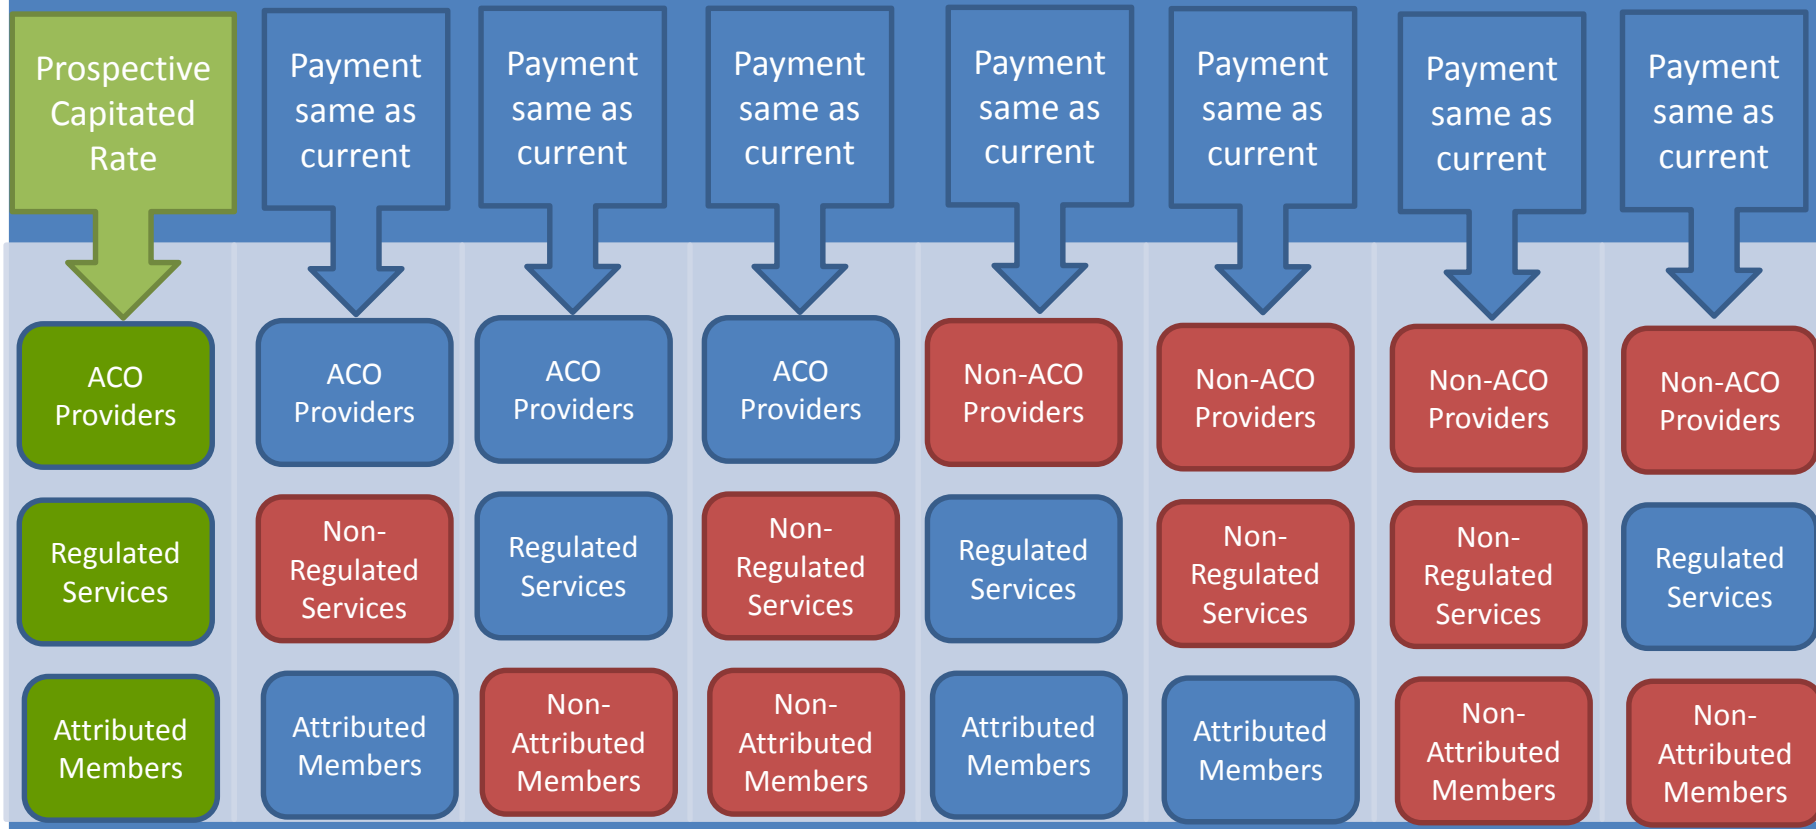 Prospective
Capitated
Rate
Payment
same as
current
Payment
same as
current
Payment
same as
current
Payment
same as
current
Payment
same as
current
Payment
same as
current
Payment
same as
current
ACO
Providers
ACO
Providers
ACO
Providers
ACO
Providers
Non-ACO
Providers
Non-ACO
Providers
Non-ACO
Providers
Non-ACO
Providers
Regulated
Services
Non-
Regulated
Services
Regulated
Services
Non-
Regulated
Services
Regulated
Services
Non-
Regulated
Services
Non-
Regulated
Services
Regulated
Services
Attributed
Members
Attributed
Members
Non-
Attributed
Members
Non-
Attributed
Members
Attributed
Members
Attributed
Members
Non-
Attributed
Members
Non-
Attributed
Members